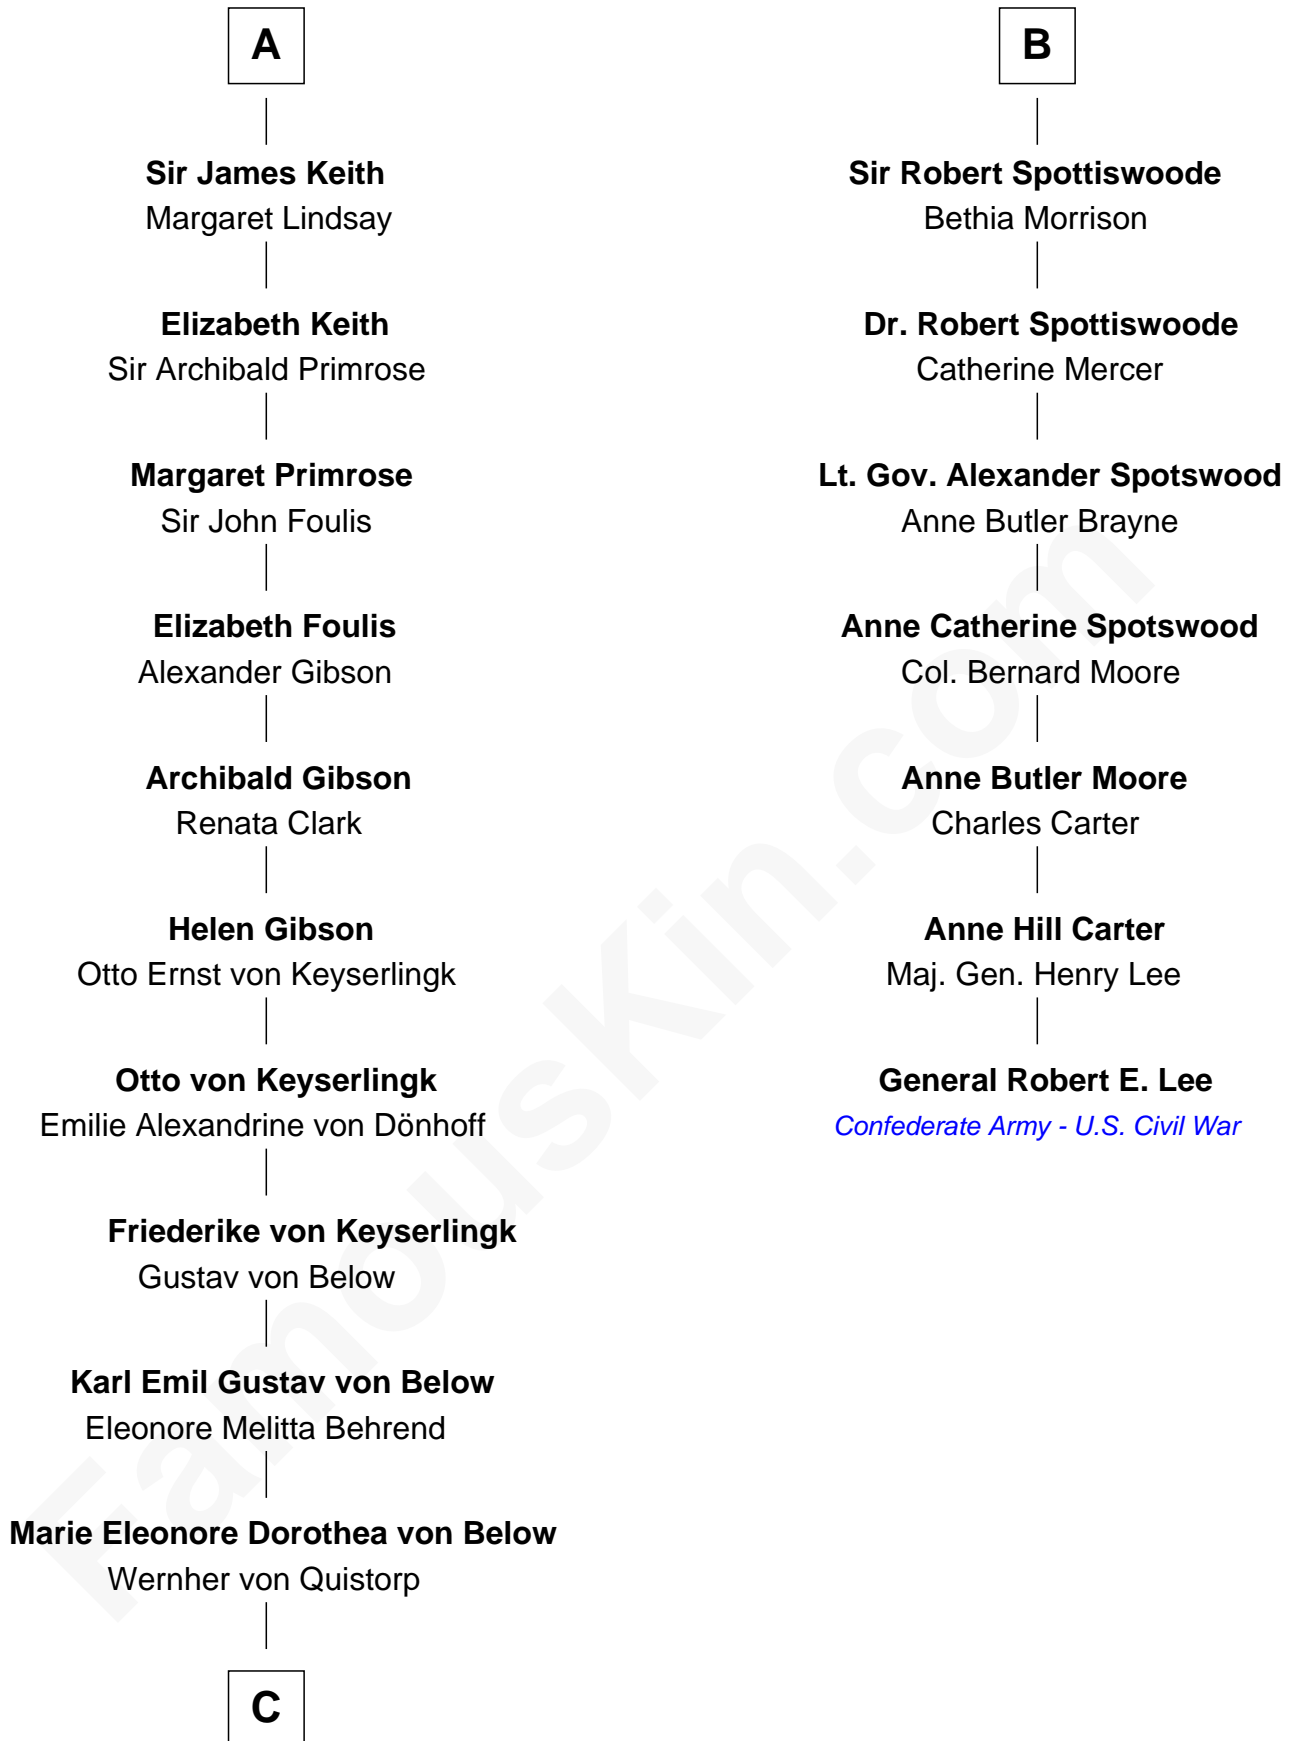 A
Sir James Keith
Margaret Lindsay
Elizabeth Keith
Sir Archibald Primrose
Margaret Primrose
Sir John Foulis
Elizabeth Foulis
Alexander Gibson
Archibald Gibson
Renata Clark
Helen Gibson
Otto Ernst von Keyserlingk
Otto von Keyserlingk
Emilie Alexandrine von Dönhoff
Friederike von Keyserlingk
Gustav von Below
Karl Emil Gustav von Below
Eleonore Melitta Behrend
Marie Eleonore Dorothea von Below
Wernher von Quistorp
C
B
Sir Robert Spottiswoode
Bethia Morrison
Dr. Robert Spottiswoode
Catherine Mercer
Lt. Gov. Alexander Spotswood
Anne Butler Brayne
Anne Catherine Spotswood
Col. Bernard Moore
Anne Butler Moore
Charles Carter
Anne Hill Carter
Maj. Gen. Henry Lee
General Robert E. Lee
Confederate Army - U.S. Civil War
FamousKin.com